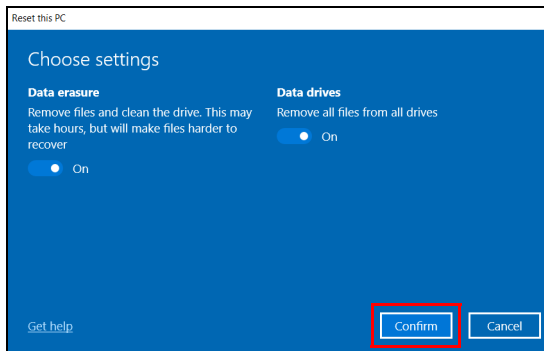 Reset this PC
Choose settings
Data erasure
Remove files and clean the drive. This may
take hours, but will make files harder to
recover
On
Data drives
Remove all files from all drives
On
Get help
Confirm
Cancel